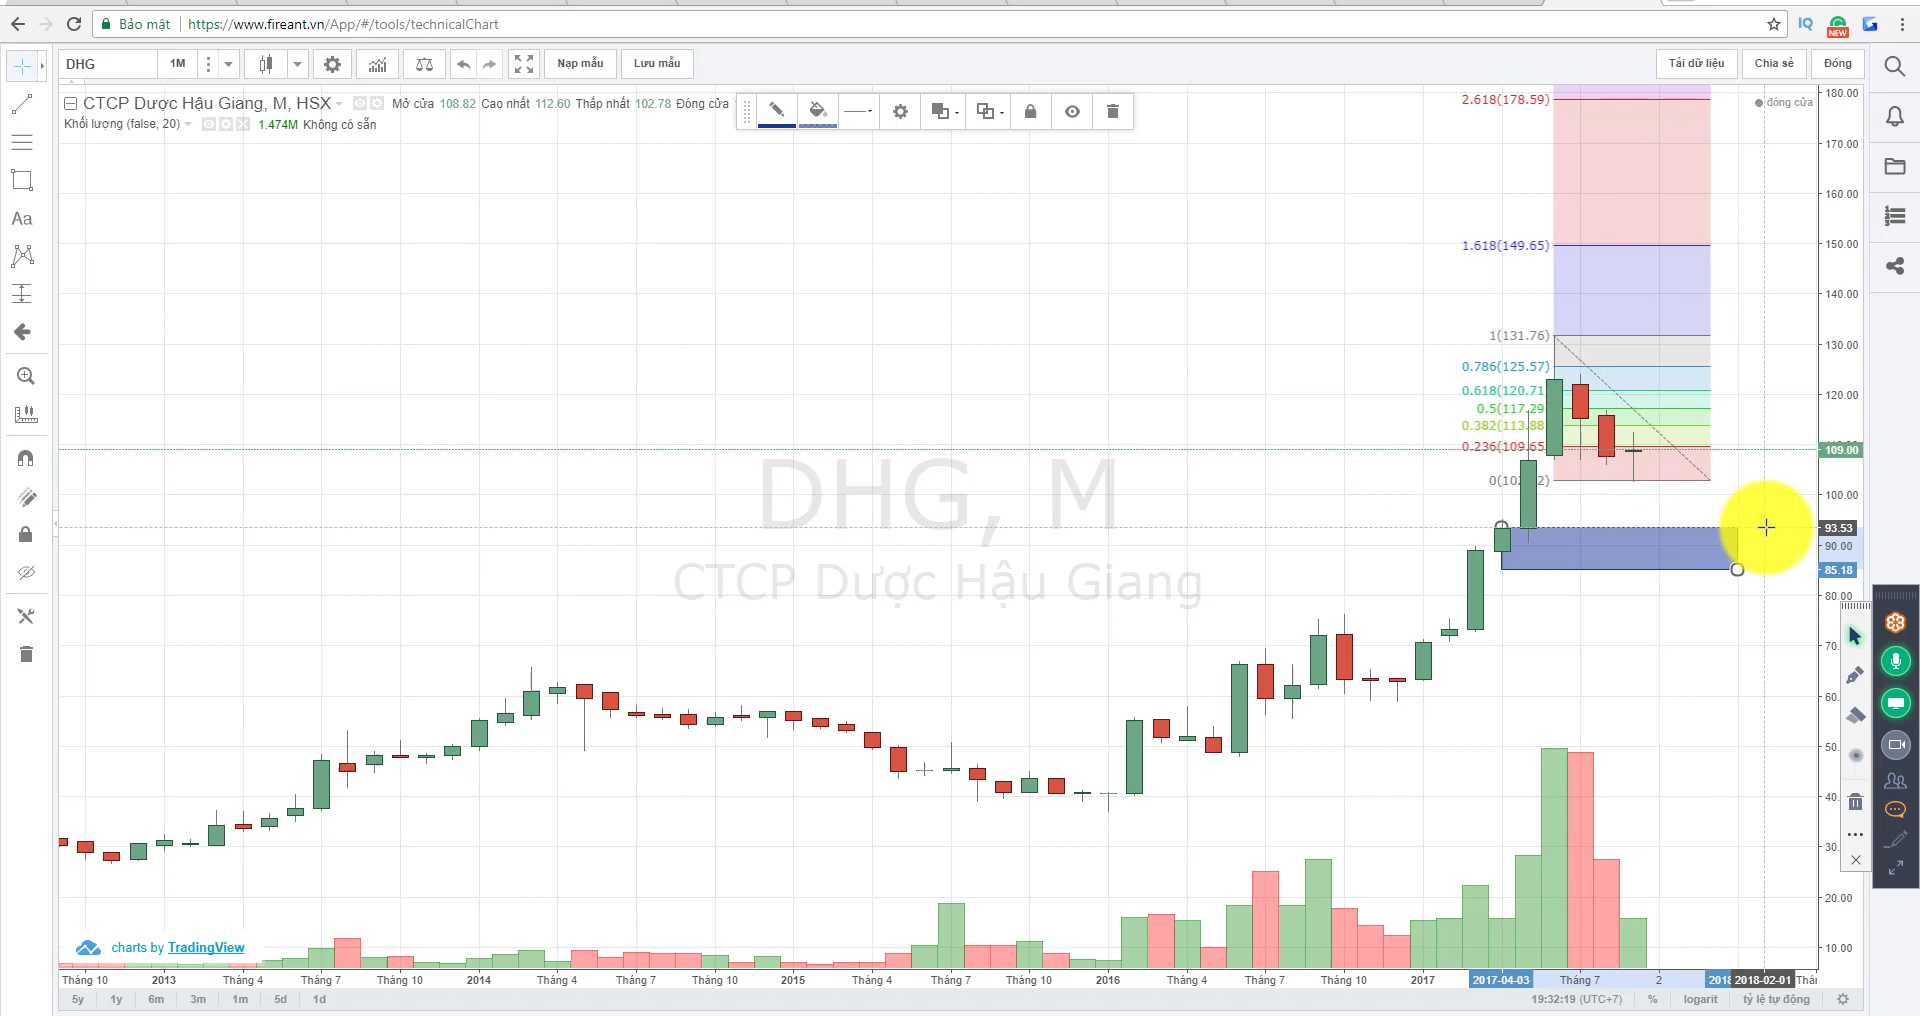 Bảo mật
https://www.fireant.vn/App/#/tools/technicalChart
NEW
DHG
1M
Nạp mẫu
Lưu mẫu
Tải dữ liệu
Chia sẻ
Đóng
CTCP Dược Hậu Giang, M, HSX
Mở cửa 108.82 Cao nhất 112.60 Thấp nhất 102.78 Đóng cửa
Khối lượng (false, 20)
1.474M Không có sẵn
Aa
đóng cửa
2.618(178.59)
1.618(149.65)
1(131.76)
0.786(125.57)
0.618(120.71
0.5(117.29
0.382(113.88
0.236(109.65
180.00
170.00
160.00
150.00
140.00
130.00
120.00
109.00
100.00
93.53
90.00
85.18
80.00
70.
60.
50.
40.
30.
20.00
10.00
DHG, M
CTCP Dược Hậu Giang
charts by TradingView
Tháng 10
2013
Tháng 4
Tháng 7
Tháng 10
2014
Tháng 4
Tháng 7
Tháng 10
2015
Tháng 4
Tháng 7
Tháng 10
2016
Tháng 4
Tháng 7
Tháng 10
2017
2017-04-03
Tháng 7
2
2018
2018-02-01
5y
1y
6m
3m
1m
5d
1d
19:32:19 (UTC+7)
%
logarit
tỷ lệ tự động